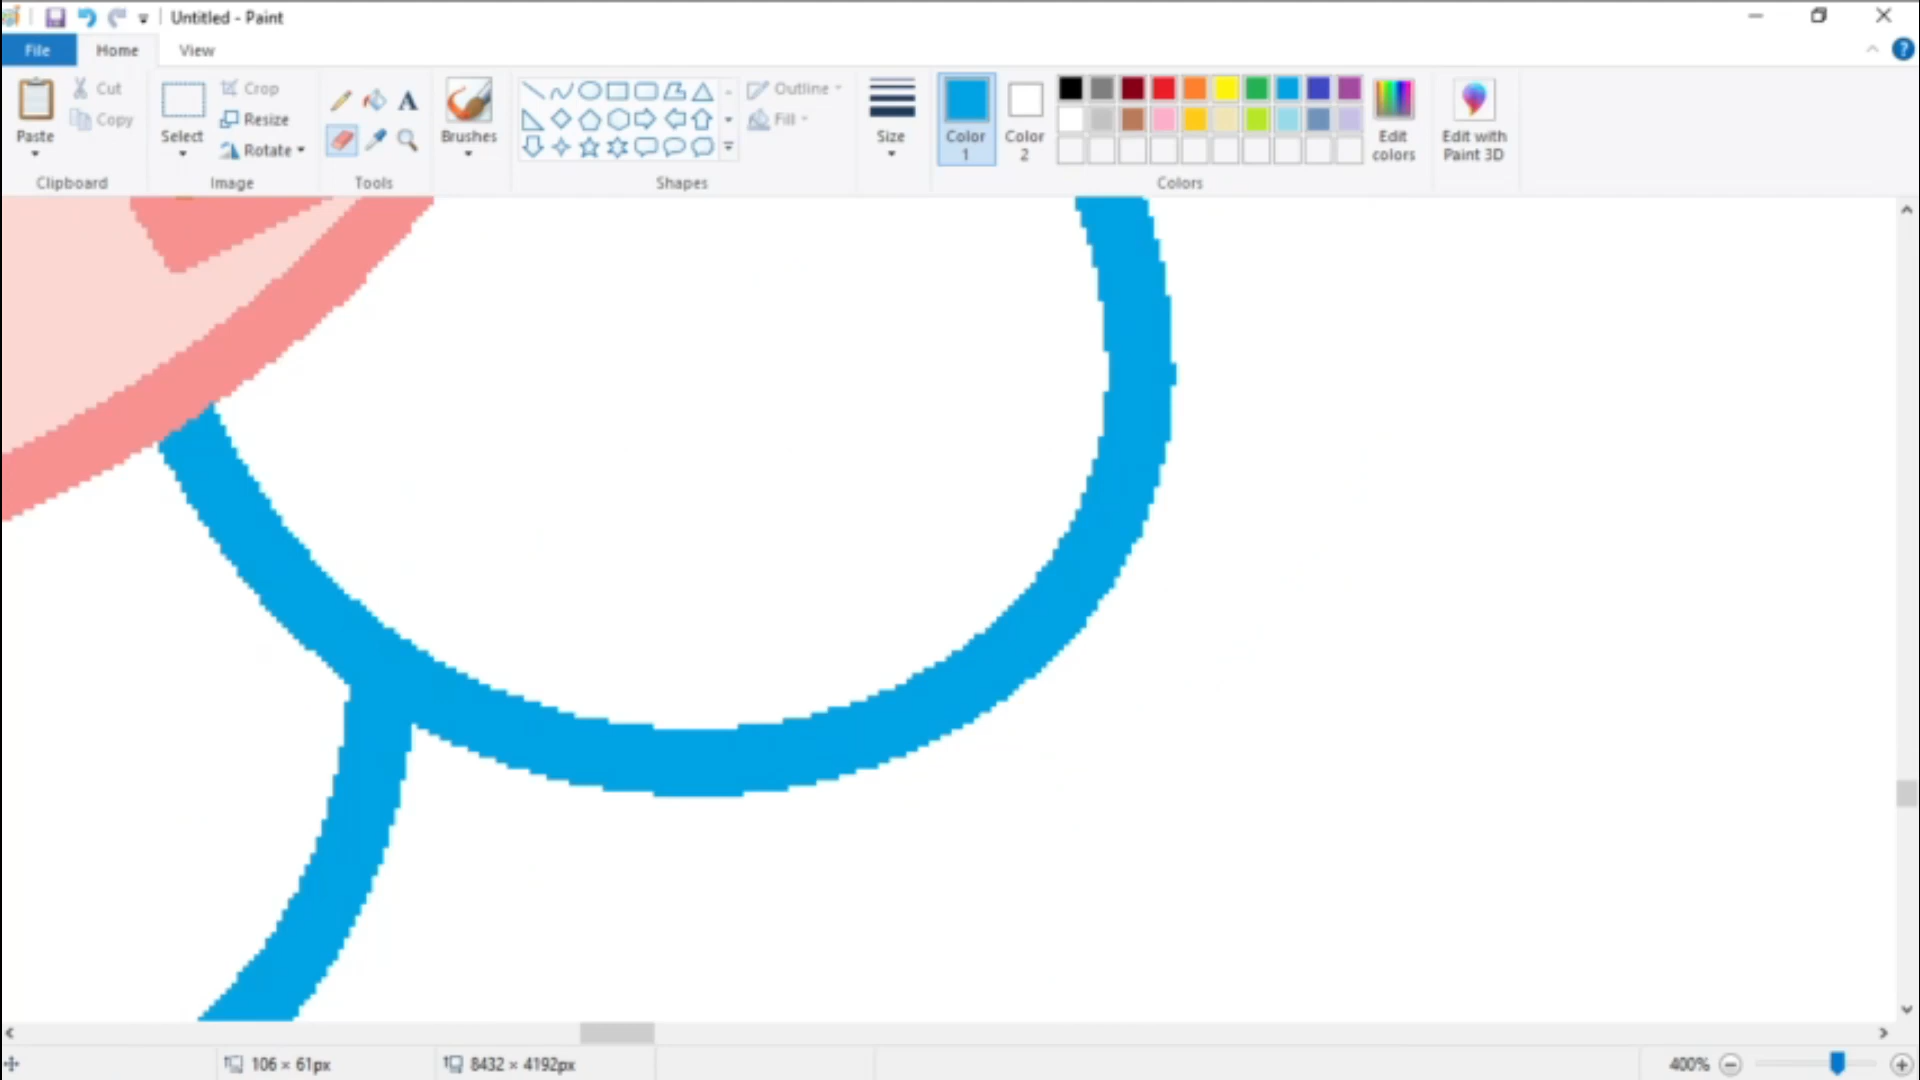 Untitled - Paint
File Home View
Paste
Cut
Copy
Clipboard
Select
Crop
Resize
Rotate
Image
A
Tools
Brushes
Shapes
Outline
Fill
Size
Color
1
Color
2
Colors
Edit
colors
Edit with
Paint 3D
?
106 × 61px
8432 × 4192px
400%